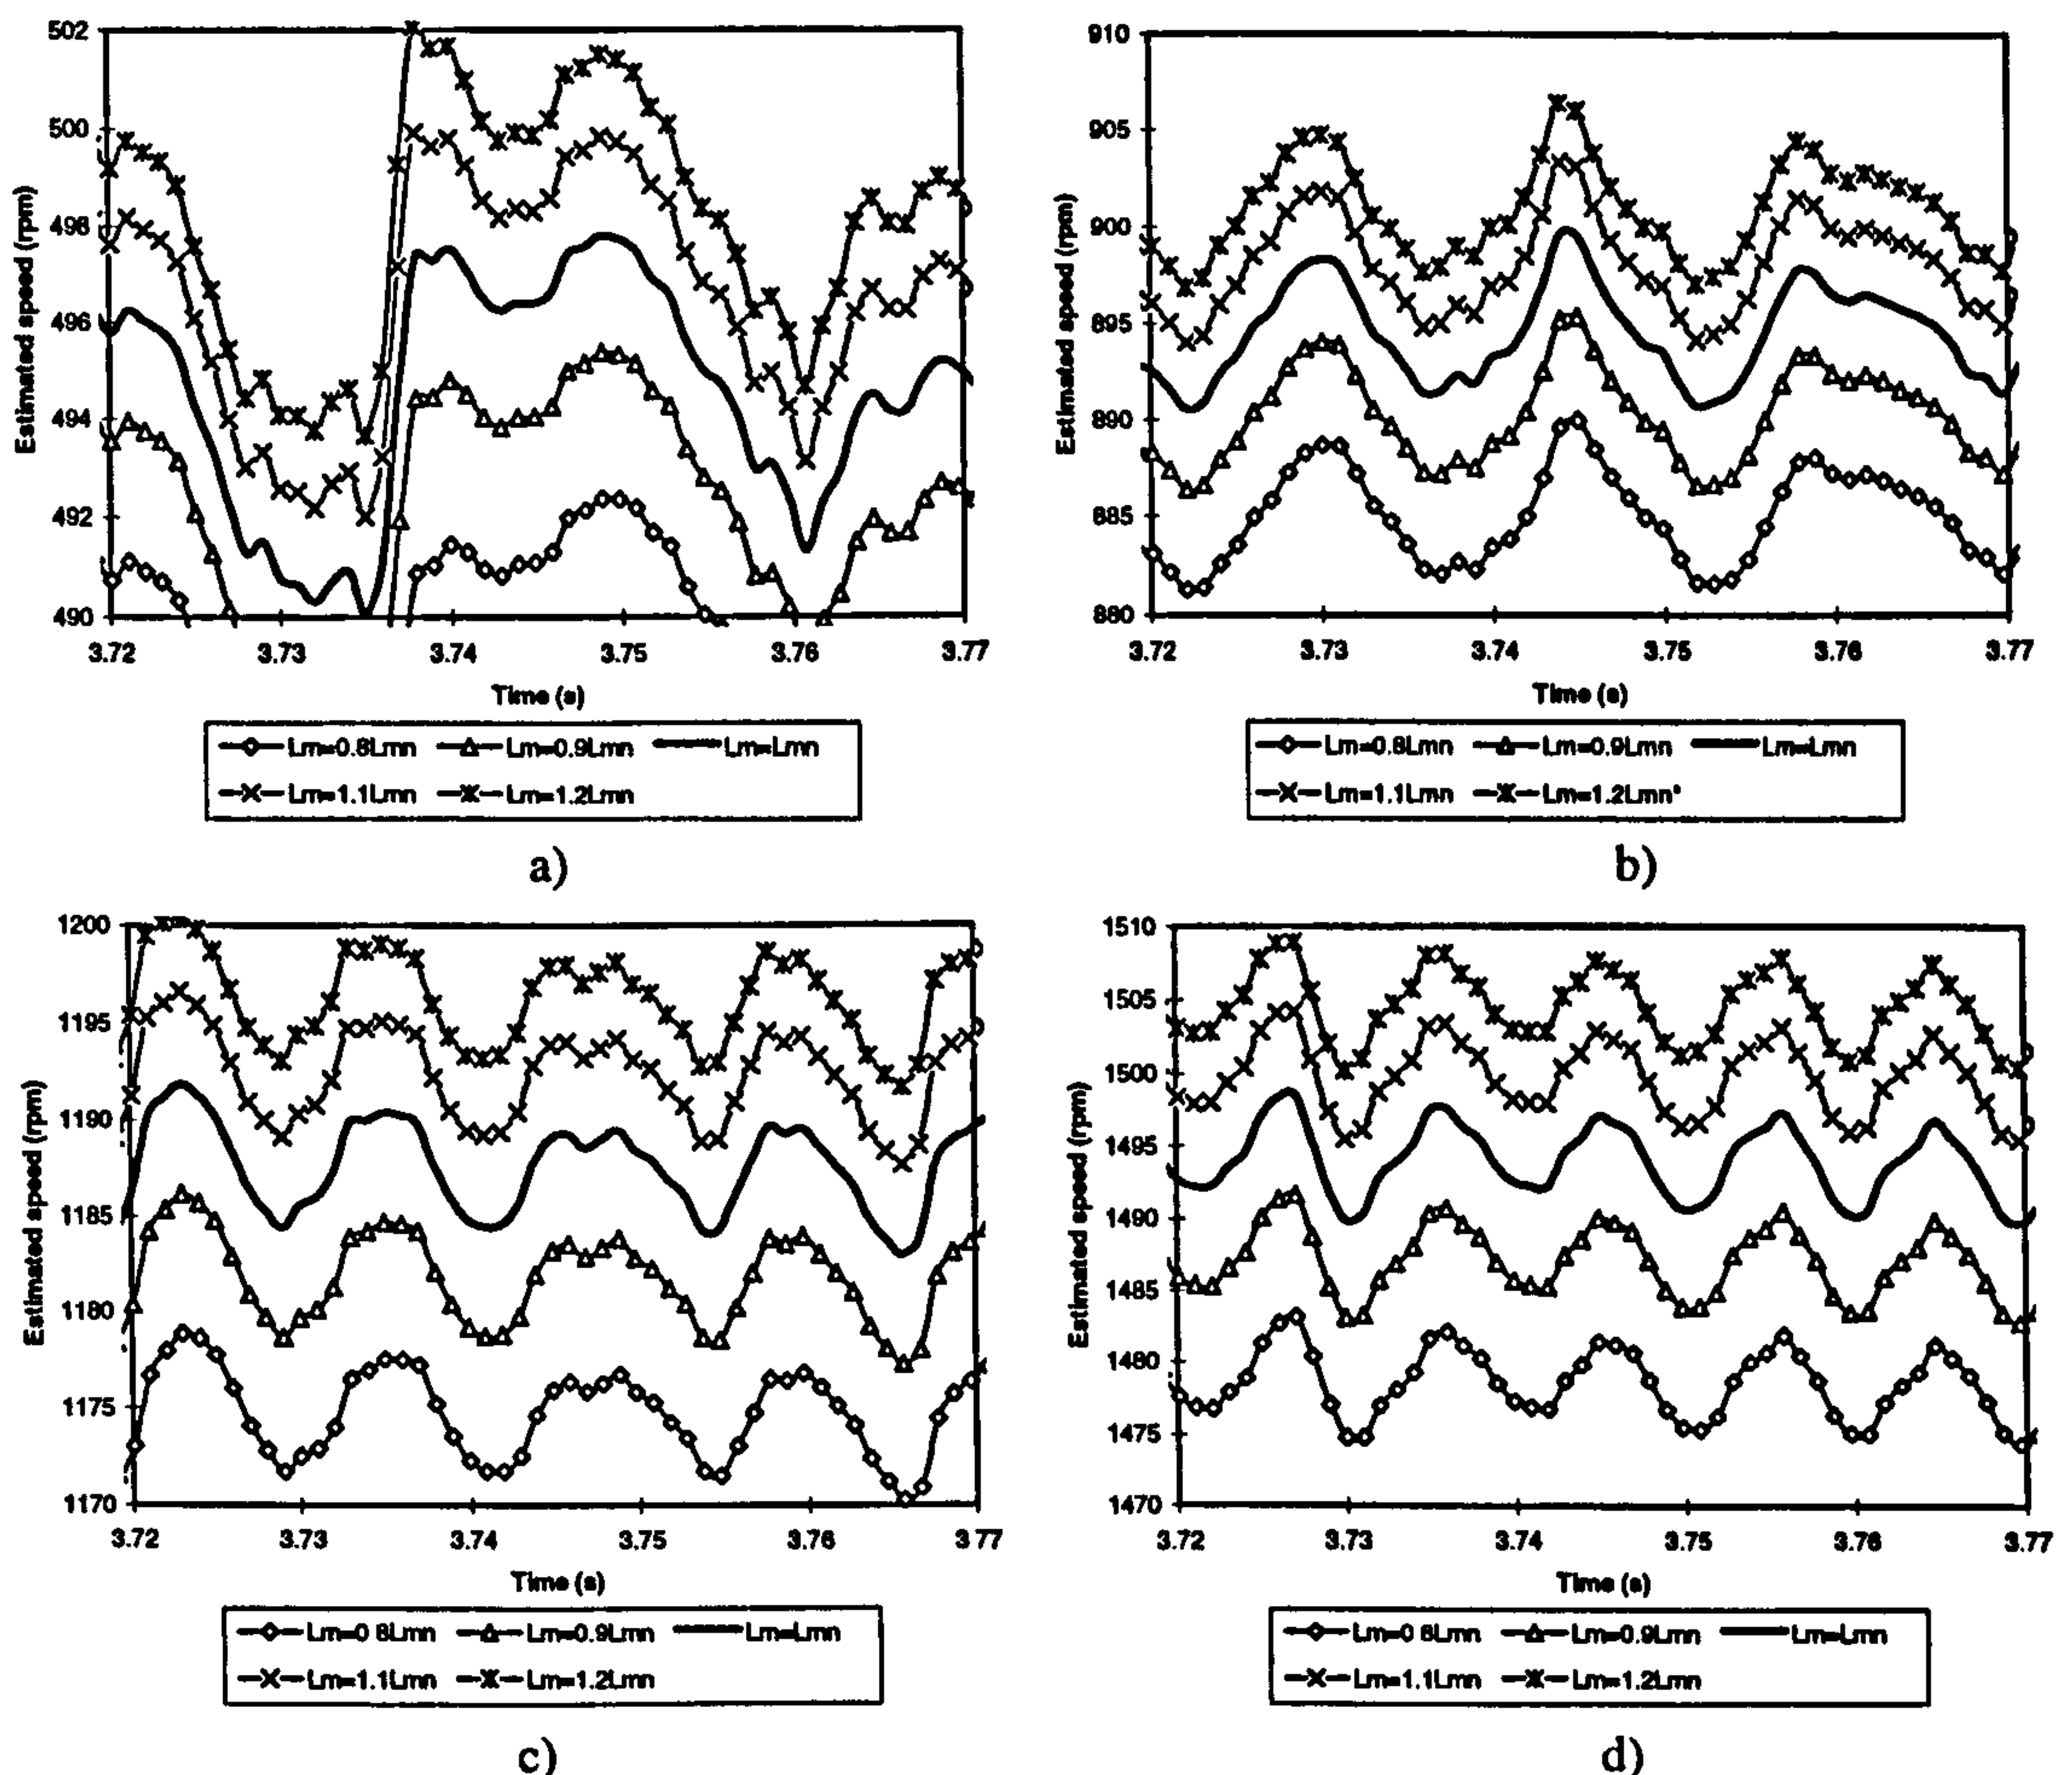 502
500
498
496
494
492
490
Estimated speed (rpm)
3.72 3.73 3.74 3.75 3.76 3.77
Time (s)
Lm=0.8Lmn Lm=0.9Lmn Lm=Lmn
Lm=1.1Lmn Lm=1.2Lmn
a)
910
905
900
895
890
885
880
Estimated speed (rpm)
3.72 3.73 3.74 3.75 3.76 3.77
Time (s)
Lm=0.8Lmn Lm=0.9Lmn Lm=Lmn
Lm=1.1Lmn Lm=1.2Lmn*
b)
1200
1195
1190
1185
1180
1175
1170
Estimated speed (rpm)
3.72 3.73 3.74 3.75 3.76 3.77
Time (s)
Lm=0 8Lmn Lm=0.9Lmn Lm=Lmn
Lm=1.1Lmn Lm=1.2Lmn
c)
1510
1505
1500
1495
1490
1485
1480
1475
1470
Estimated speed (rpm)
3.72 3.73 3.74 3.75 3.76 3.77
Time (s)
Lm=0 8Lmn Lm=0.9Lmn Lm=Lmn
Lm=1.1Lmn Lm=1.2Lmn
d)